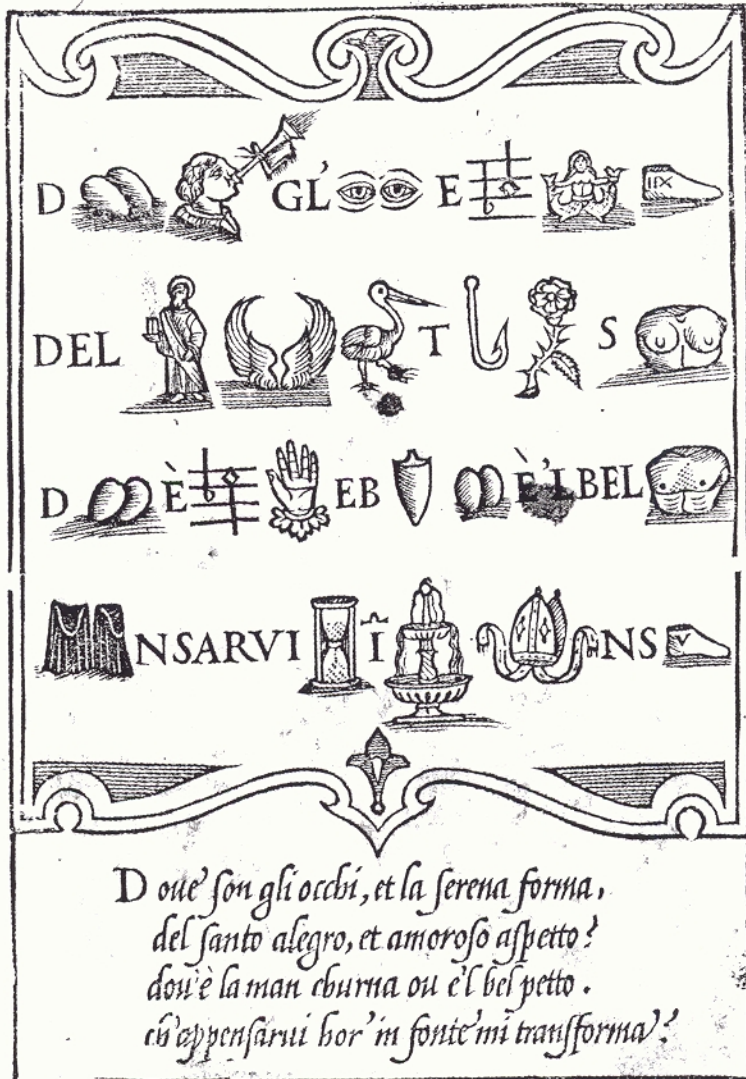 D GL' E
DEL T S
D È EB È'L BEL
NSARVI Ī NS
Doue' son gli occhi, et la serena forma,
del santo alegro, et amoroso aspetto?
dou'è la man eburna ou è'l bel petto.
ch'appensarui hor' in fonte mi transforma?